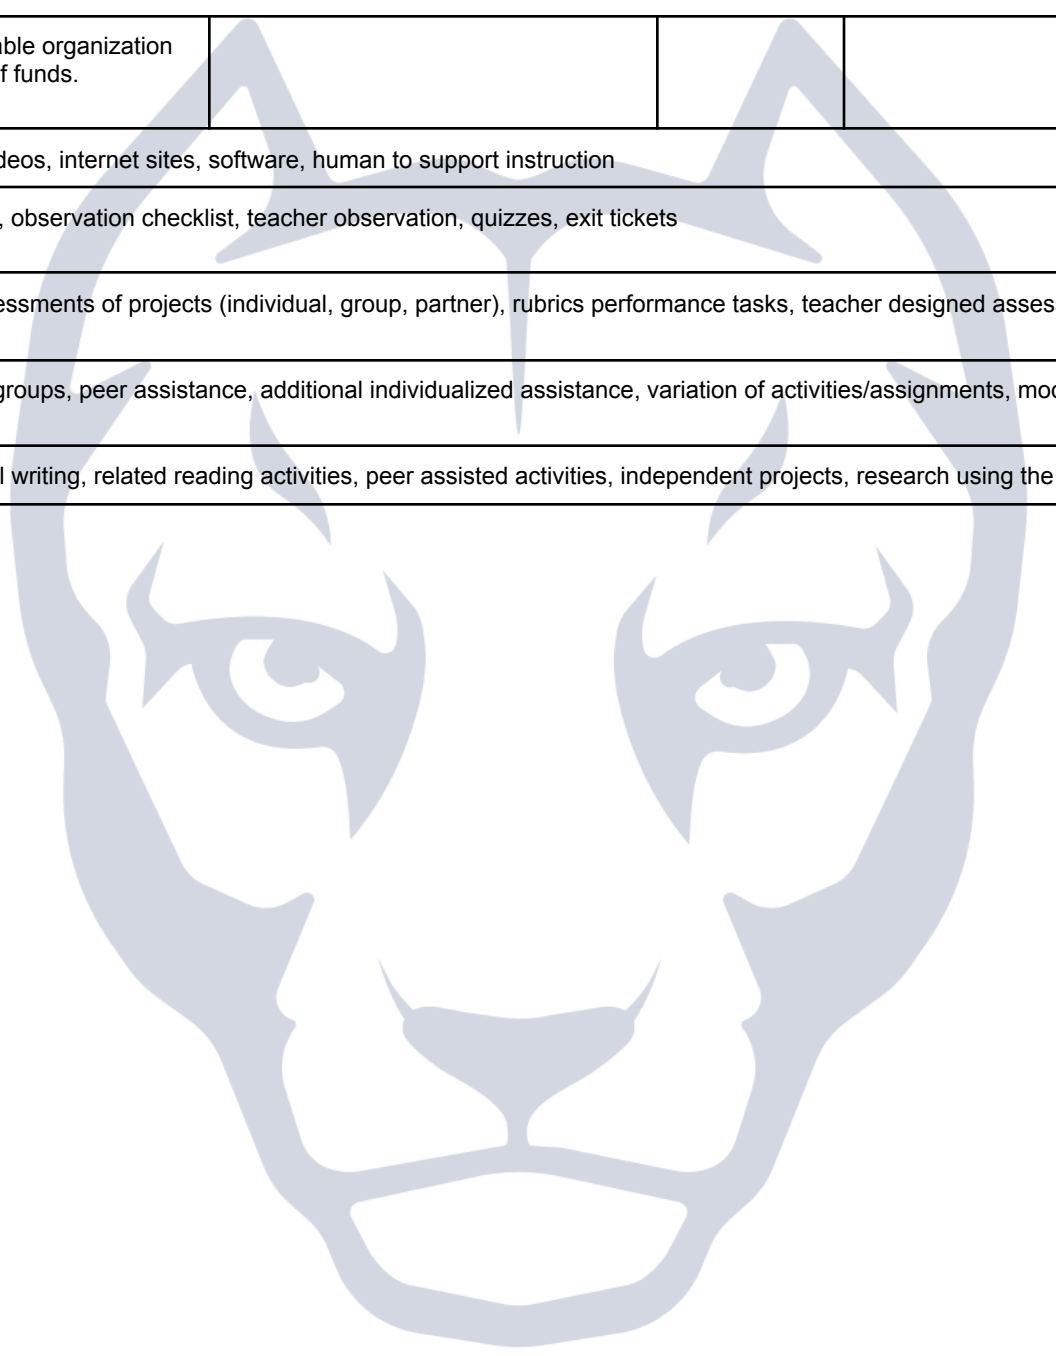 able organization
f funds.
deos, internet sites, software, human to support instruction
, observation checklist, teacher observation, quizzes, exit tickets
essments of projects (individual, group, partner), rubrics performance tasks, teacher designed asses
groups, peer assistance, additional individualized assistance, variation of activities/assignments, mod
l writing, related reading activities, peer assisted activities, independent projects, research using the